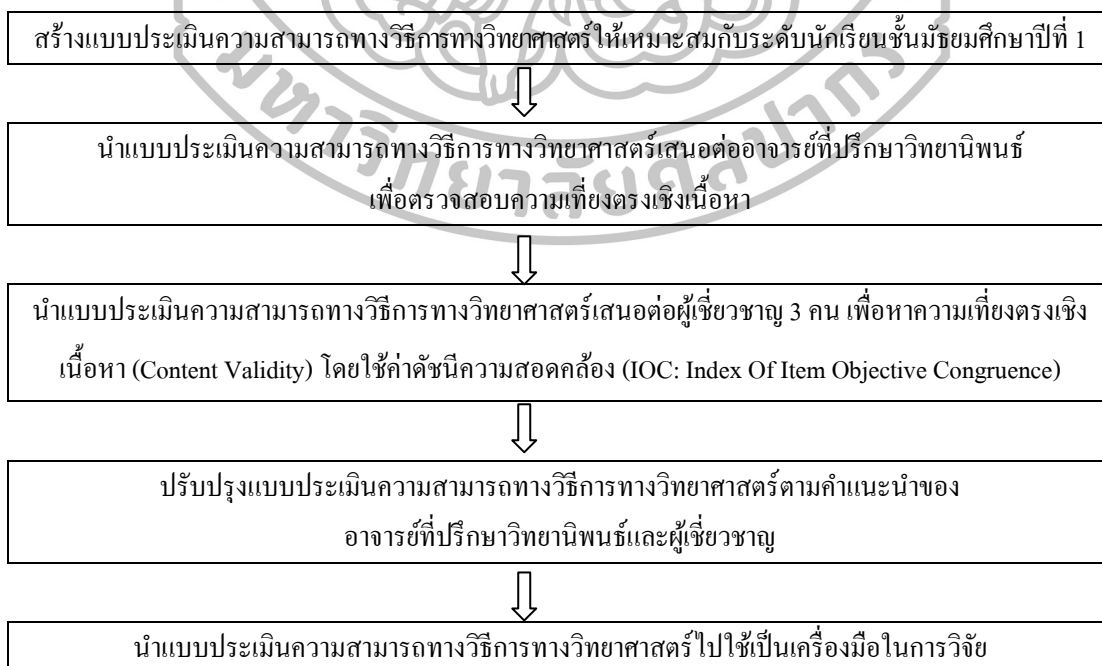 สร้างแบบประเมินความสามารถทางวิธีการทางวิทยาศาสตร์ให้เหมาะสมกับระดับนักเรียนชั้นมัธยมศึกษาปีที่ 1
นำแบบประเมินความสามารถทางวิธีการทางวิทยาศาสตร์เสนอต่ออาจารย์ที่ปรึกษาวิทยานิพนธ์
เพื่อตรวจสอบความเที่ยงตรงเชิงเนื้อหา
มหาวิทยาลัยศิลปากร
นำแบบประเมินความสามารถทางวิธีการทางวิทยาศาสตร์เสนอต่อผู้เชี่ยวชาญ 3 คน เพื่อหาความเที่ยงตรงเชิง
เนื้อหา (Content Validity) โดยใช้ค่าดัชนีความสอดคล้อง (IOC: Index Of Item Objective Congruence)
ปรับปรุงแบบประเมินความสามารถทางวิธีการทางวิทยาศาสตร์ตามคำแนะนำของ
อาจารย์ที่ปรึกษาวิทยานิพนธ์และผู้เชี่ยวชาญ
นำแบบประเมินความสามารถทางวิธีการทางวิทยาศาสตร์ไปใช้เป็นเครื่องมือในการวิจัย